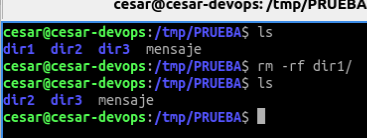 cesar@cesar-devops: /tmp/PRUEBA
cesar@cesar-devops:/tmp/PRUEBA$ ls
dir1 dir2 dir3 mensaje
cesar@cesar-devops:/tmp/PRUEBA$ rm -rf dir1/
cesar@cesar-devops:/tmp/PRUEBA$ ls
dir2 dir3 mensaje
cesar@cesar-devops:/tmp/PRUEBA$